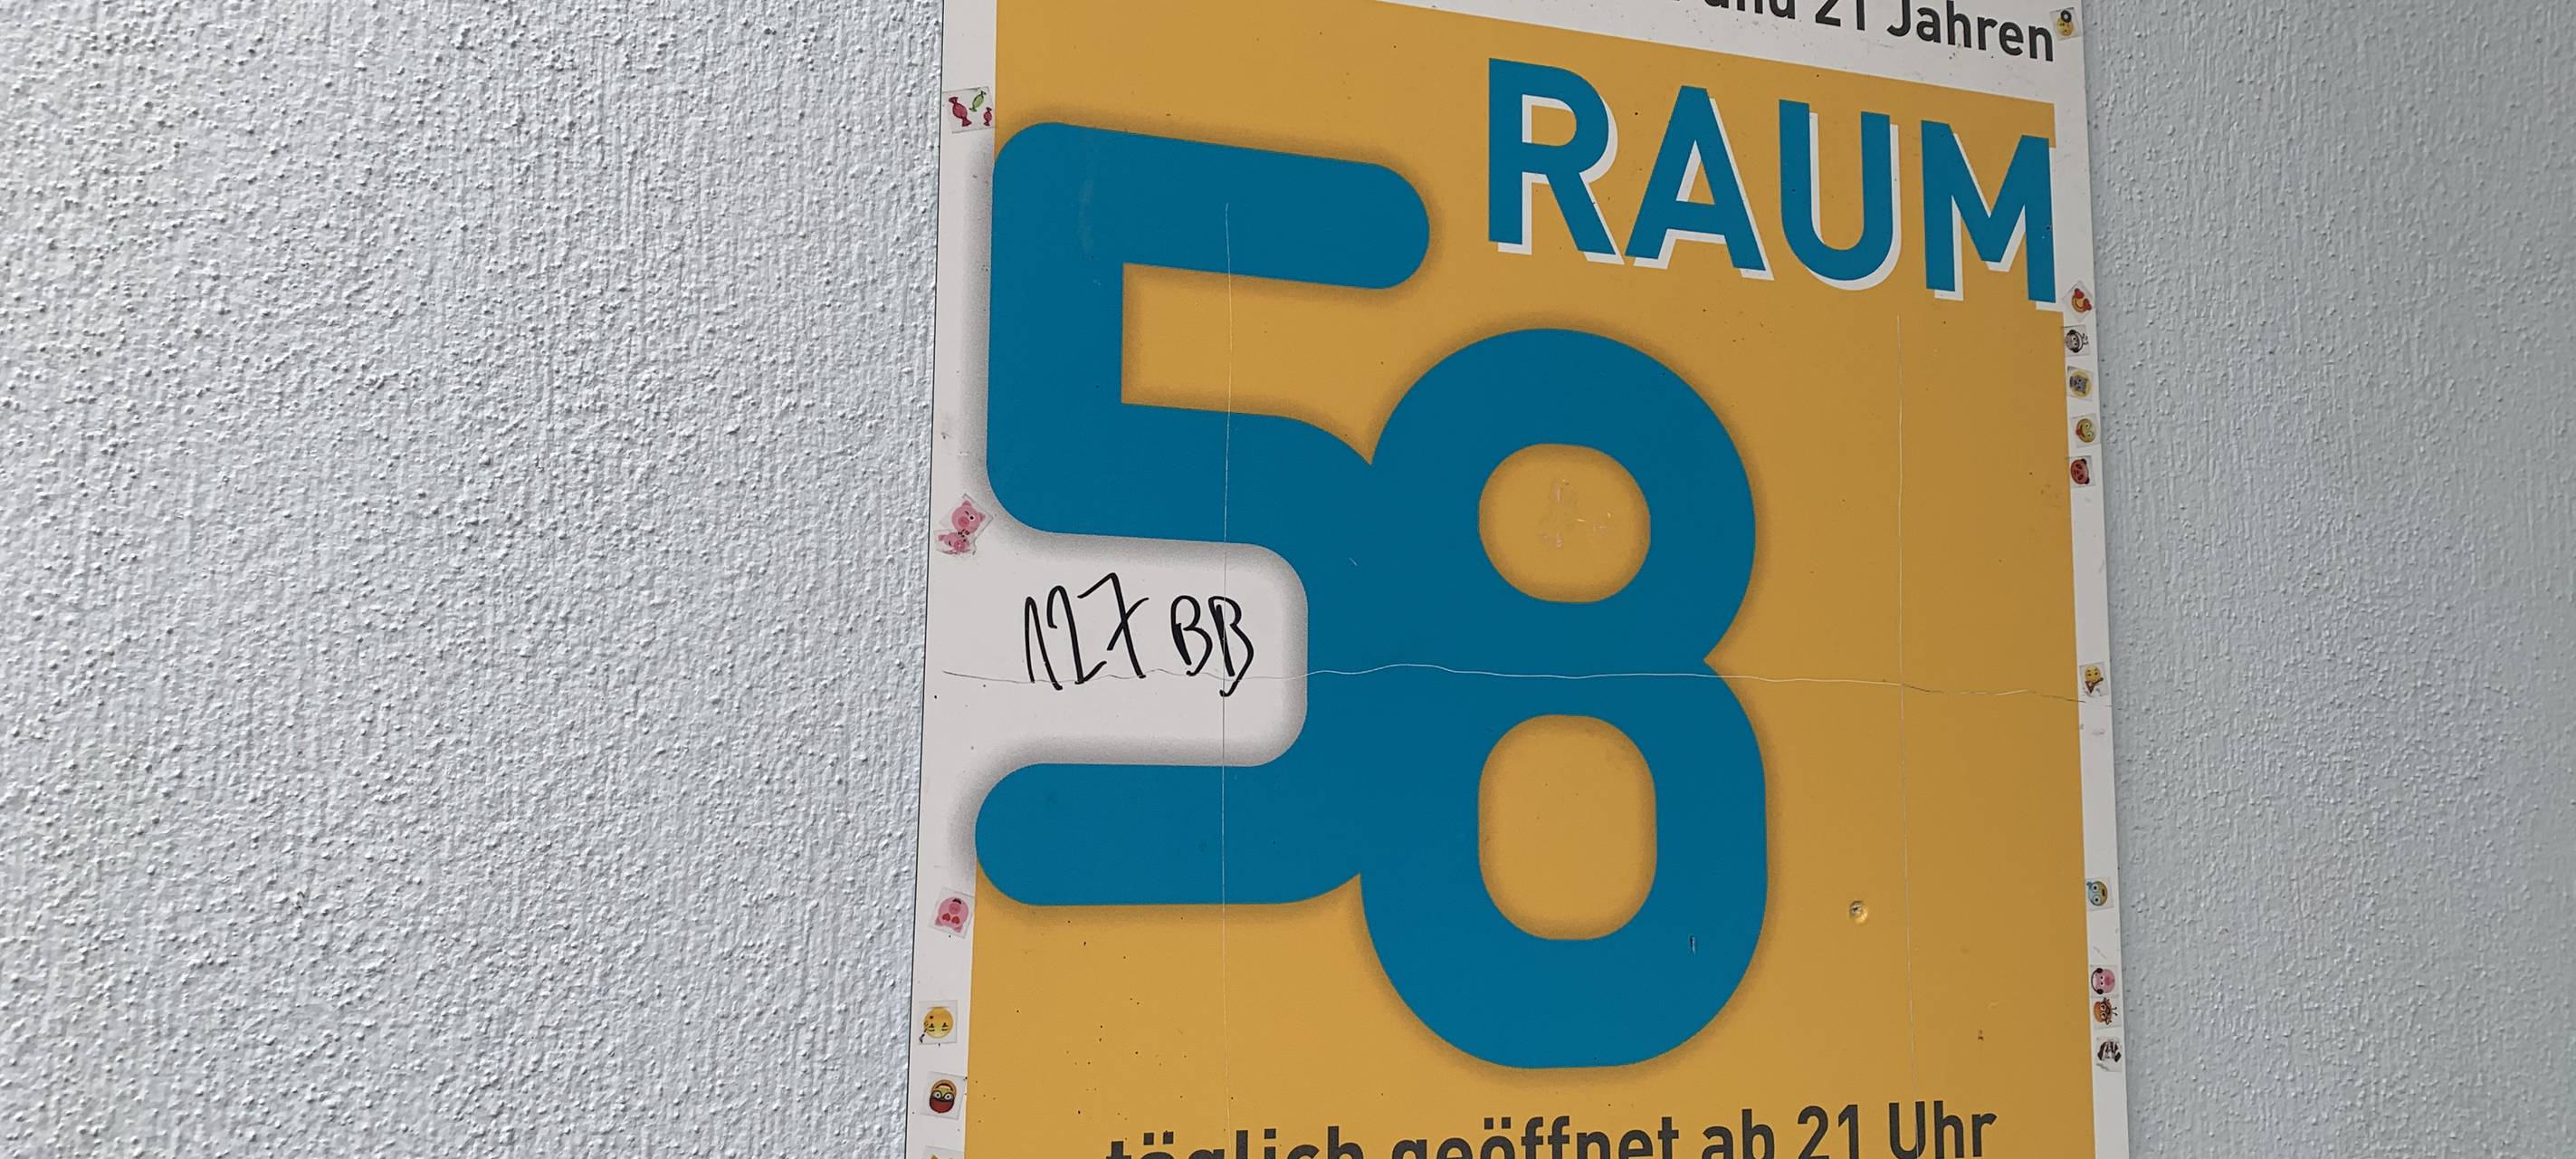 und 21 Jahren
RAUM
58
127 BB
täglich geöffnet ab 21 Uhr